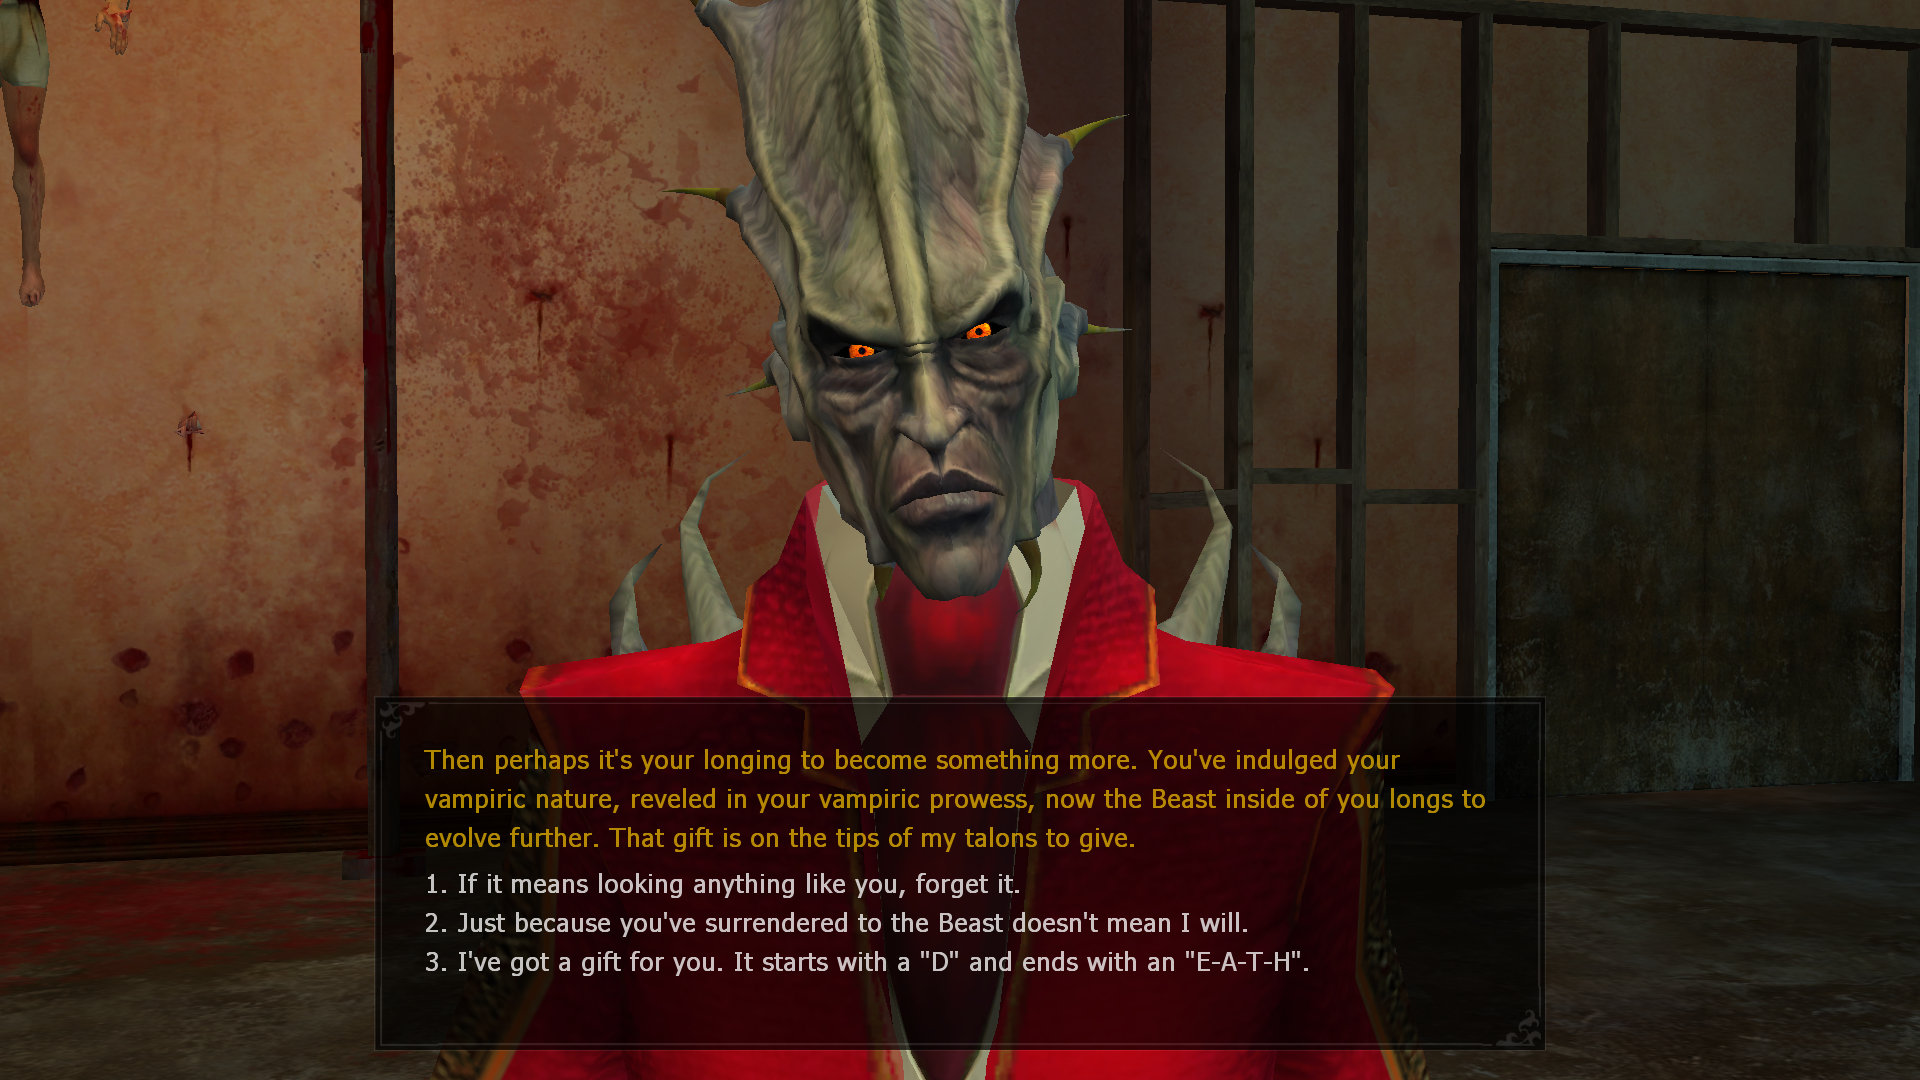 Then perhaps it's your longing to become something more. You've indulged your
vampiric nature, reveled in your vampiric prowess, now the Beast inside of you longs to
evolve further. That gift is on the tips of my talons to give.
1. If it means looking anything like you, forget it.
2. Just because you've surrendered to the Beast doesn't mean I will.
3. I've got a gift for you. It starts with a "D" and ends with an "E-A-T-H".